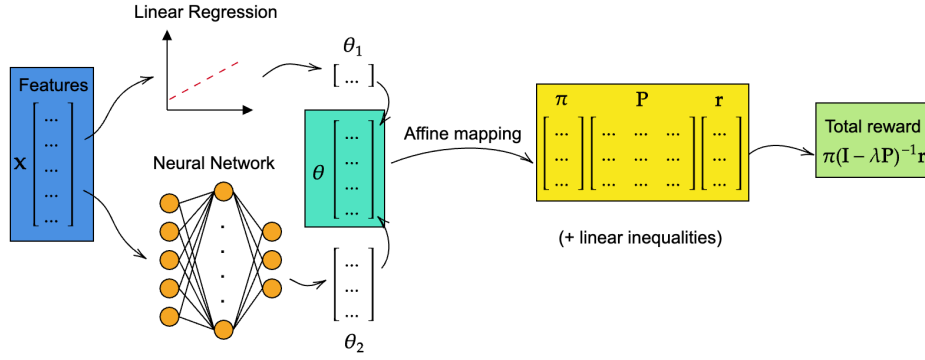 Linear Regression
Features
x
...
...
...
...
...
θ₁
[...]
Neural Network
θ
...
...
...
...
...
...
...
θ₂
Affine mapping
π P r
... ... ... ... ...
... ... ... ... ...
... ... ... ... ...
(+ linear inequalities)
Total reward
π(I − λP)⁻¹r